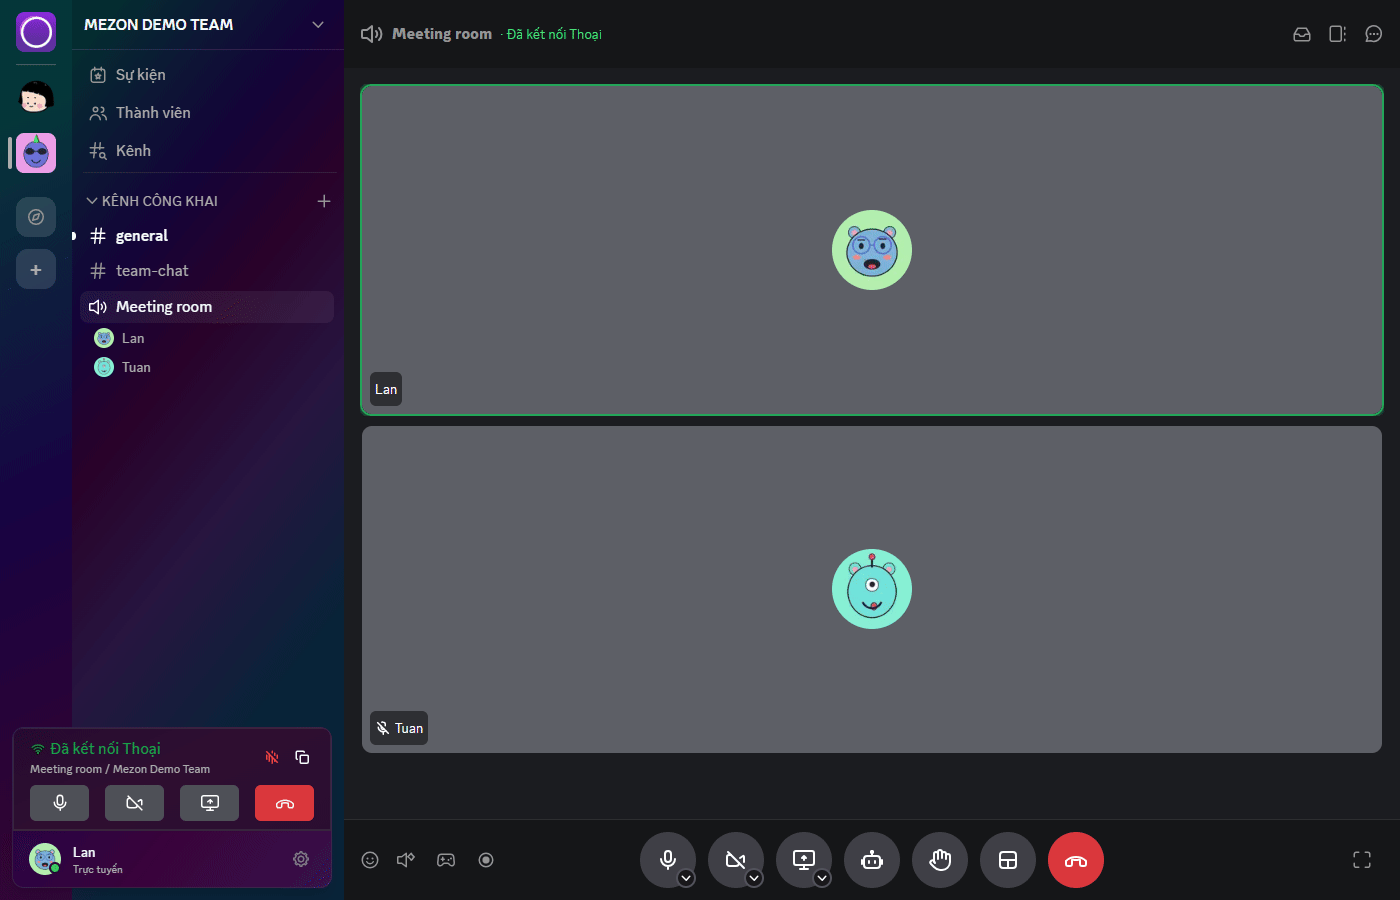 MEZON DEMO TEAM
Sự kiện
Thành viên
Kênh
KÊNH CÔNG KHAI
general
team-chat
Meeting room
Lan
Tuan
Đã kết nối Thoại
Meeting room / Mezon Demo Team
Lan
Trực tuyến
Meeting room · Đã kết nối Thoại
Lan
Tuan